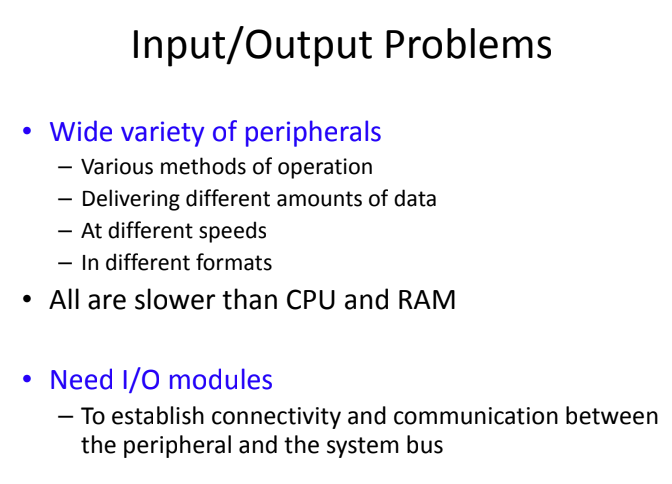 Input/Output Problems
• Wide variety of peripherals
– Various methods of operation
– Delivering different amounts of data
– At different speeds
– In different formats
• All are slower than CPU and RAM
• Need I/O modules
– To establish connectivity and communication between
the peripheral and the system bus